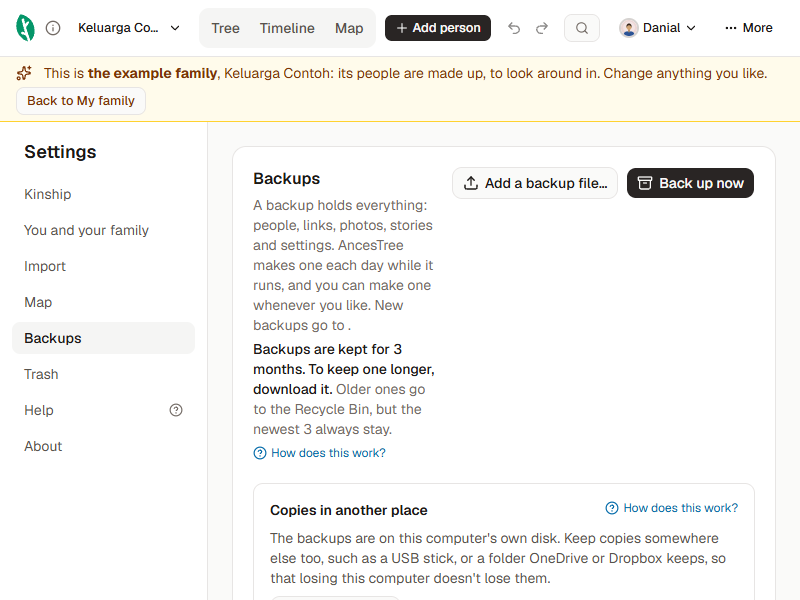 Keluarga Co...
Tree
Timeline
Map
Add person
Danial
More
This is the example family, Keluarga Contoh: its people are made up, to look around in. Change anything you like.
Back to My family
Settings
Kinship
You and your family
Import
Map
Backups
Trash
Help
About
Backups
Add a backup file...
Back up now
A backup holds everything:
people, links, photos, stories
and settings. AncesTree
makes one each day while it
runs, and you can make one
whenever you like. New
backups go to .
Backups are kept for 3
months. To keep one longer,
download it. Older ones go
to the Recycle Bin, but the
newest 3 always stay.
How does this work?
Copies in another place
How does this work?
The backups are on this computer's own disk. Keep copies somewhere
else too, such as a USB stick, or a folder OneDrive or Dropbox keeps, so
that losing this computer doesn't lose them.